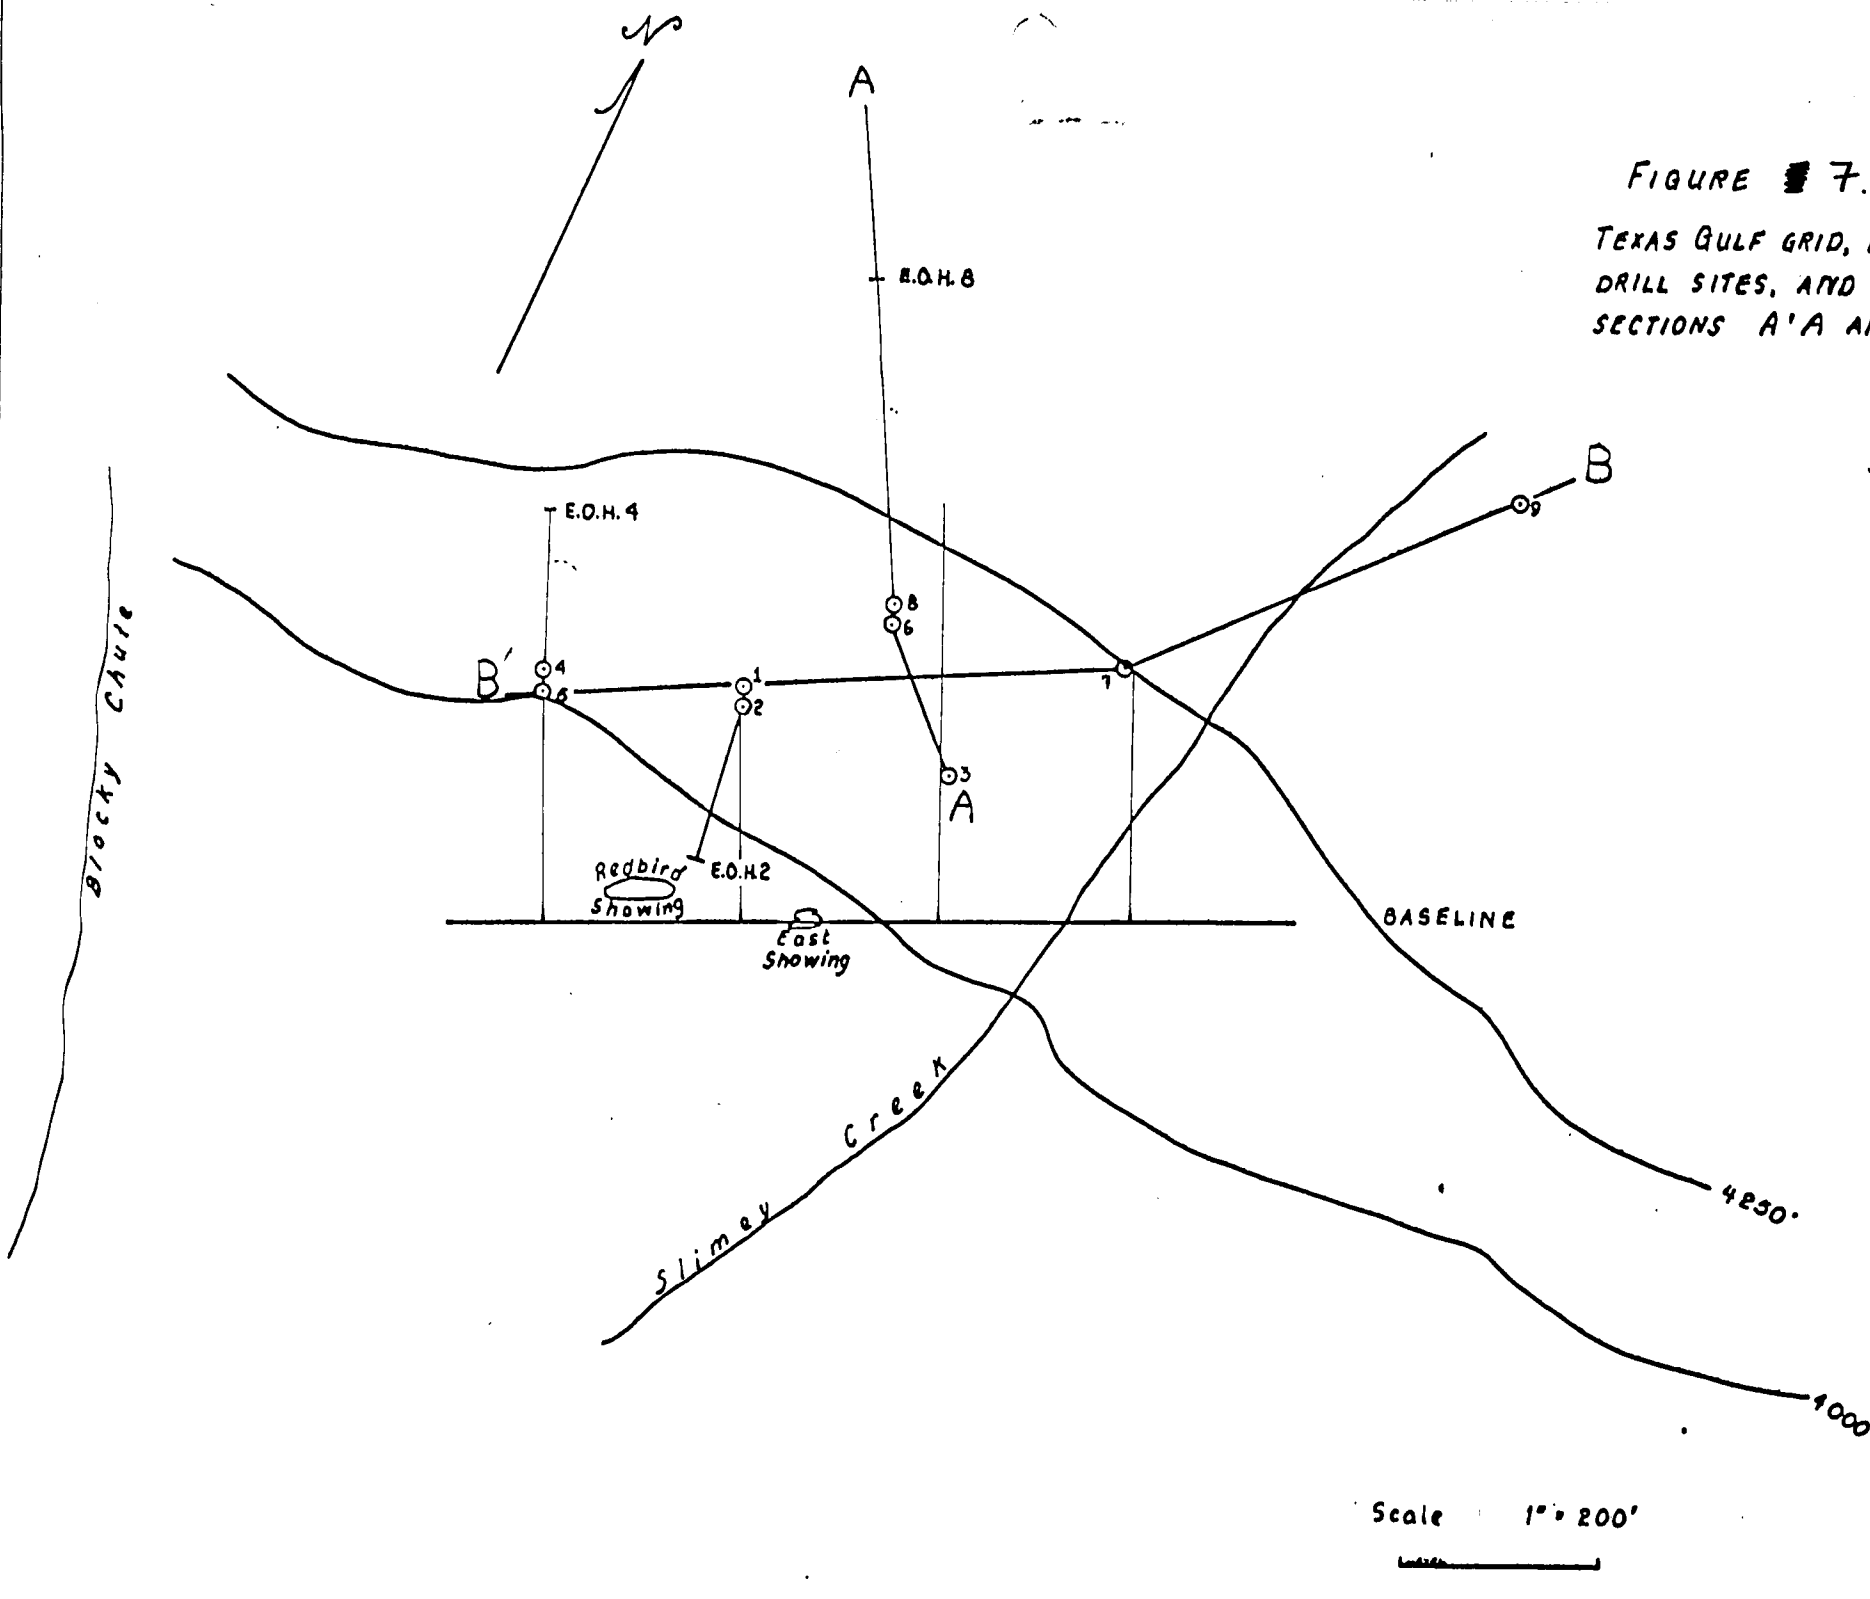 N
A
FIGURE 7.
TEXAS GULF GRID,
DRILL SITES, AND
SECTIONS A'A
E.O.H. 8
B
9
E.O.H. 4
8
6
B'
4
1
2
7
3
A
Blocky Chute
Redbird
Showing
E.O.H.2
BASELINE
East
Showing
Slimey Creek
4250'
4000
Scale 1" = 200'